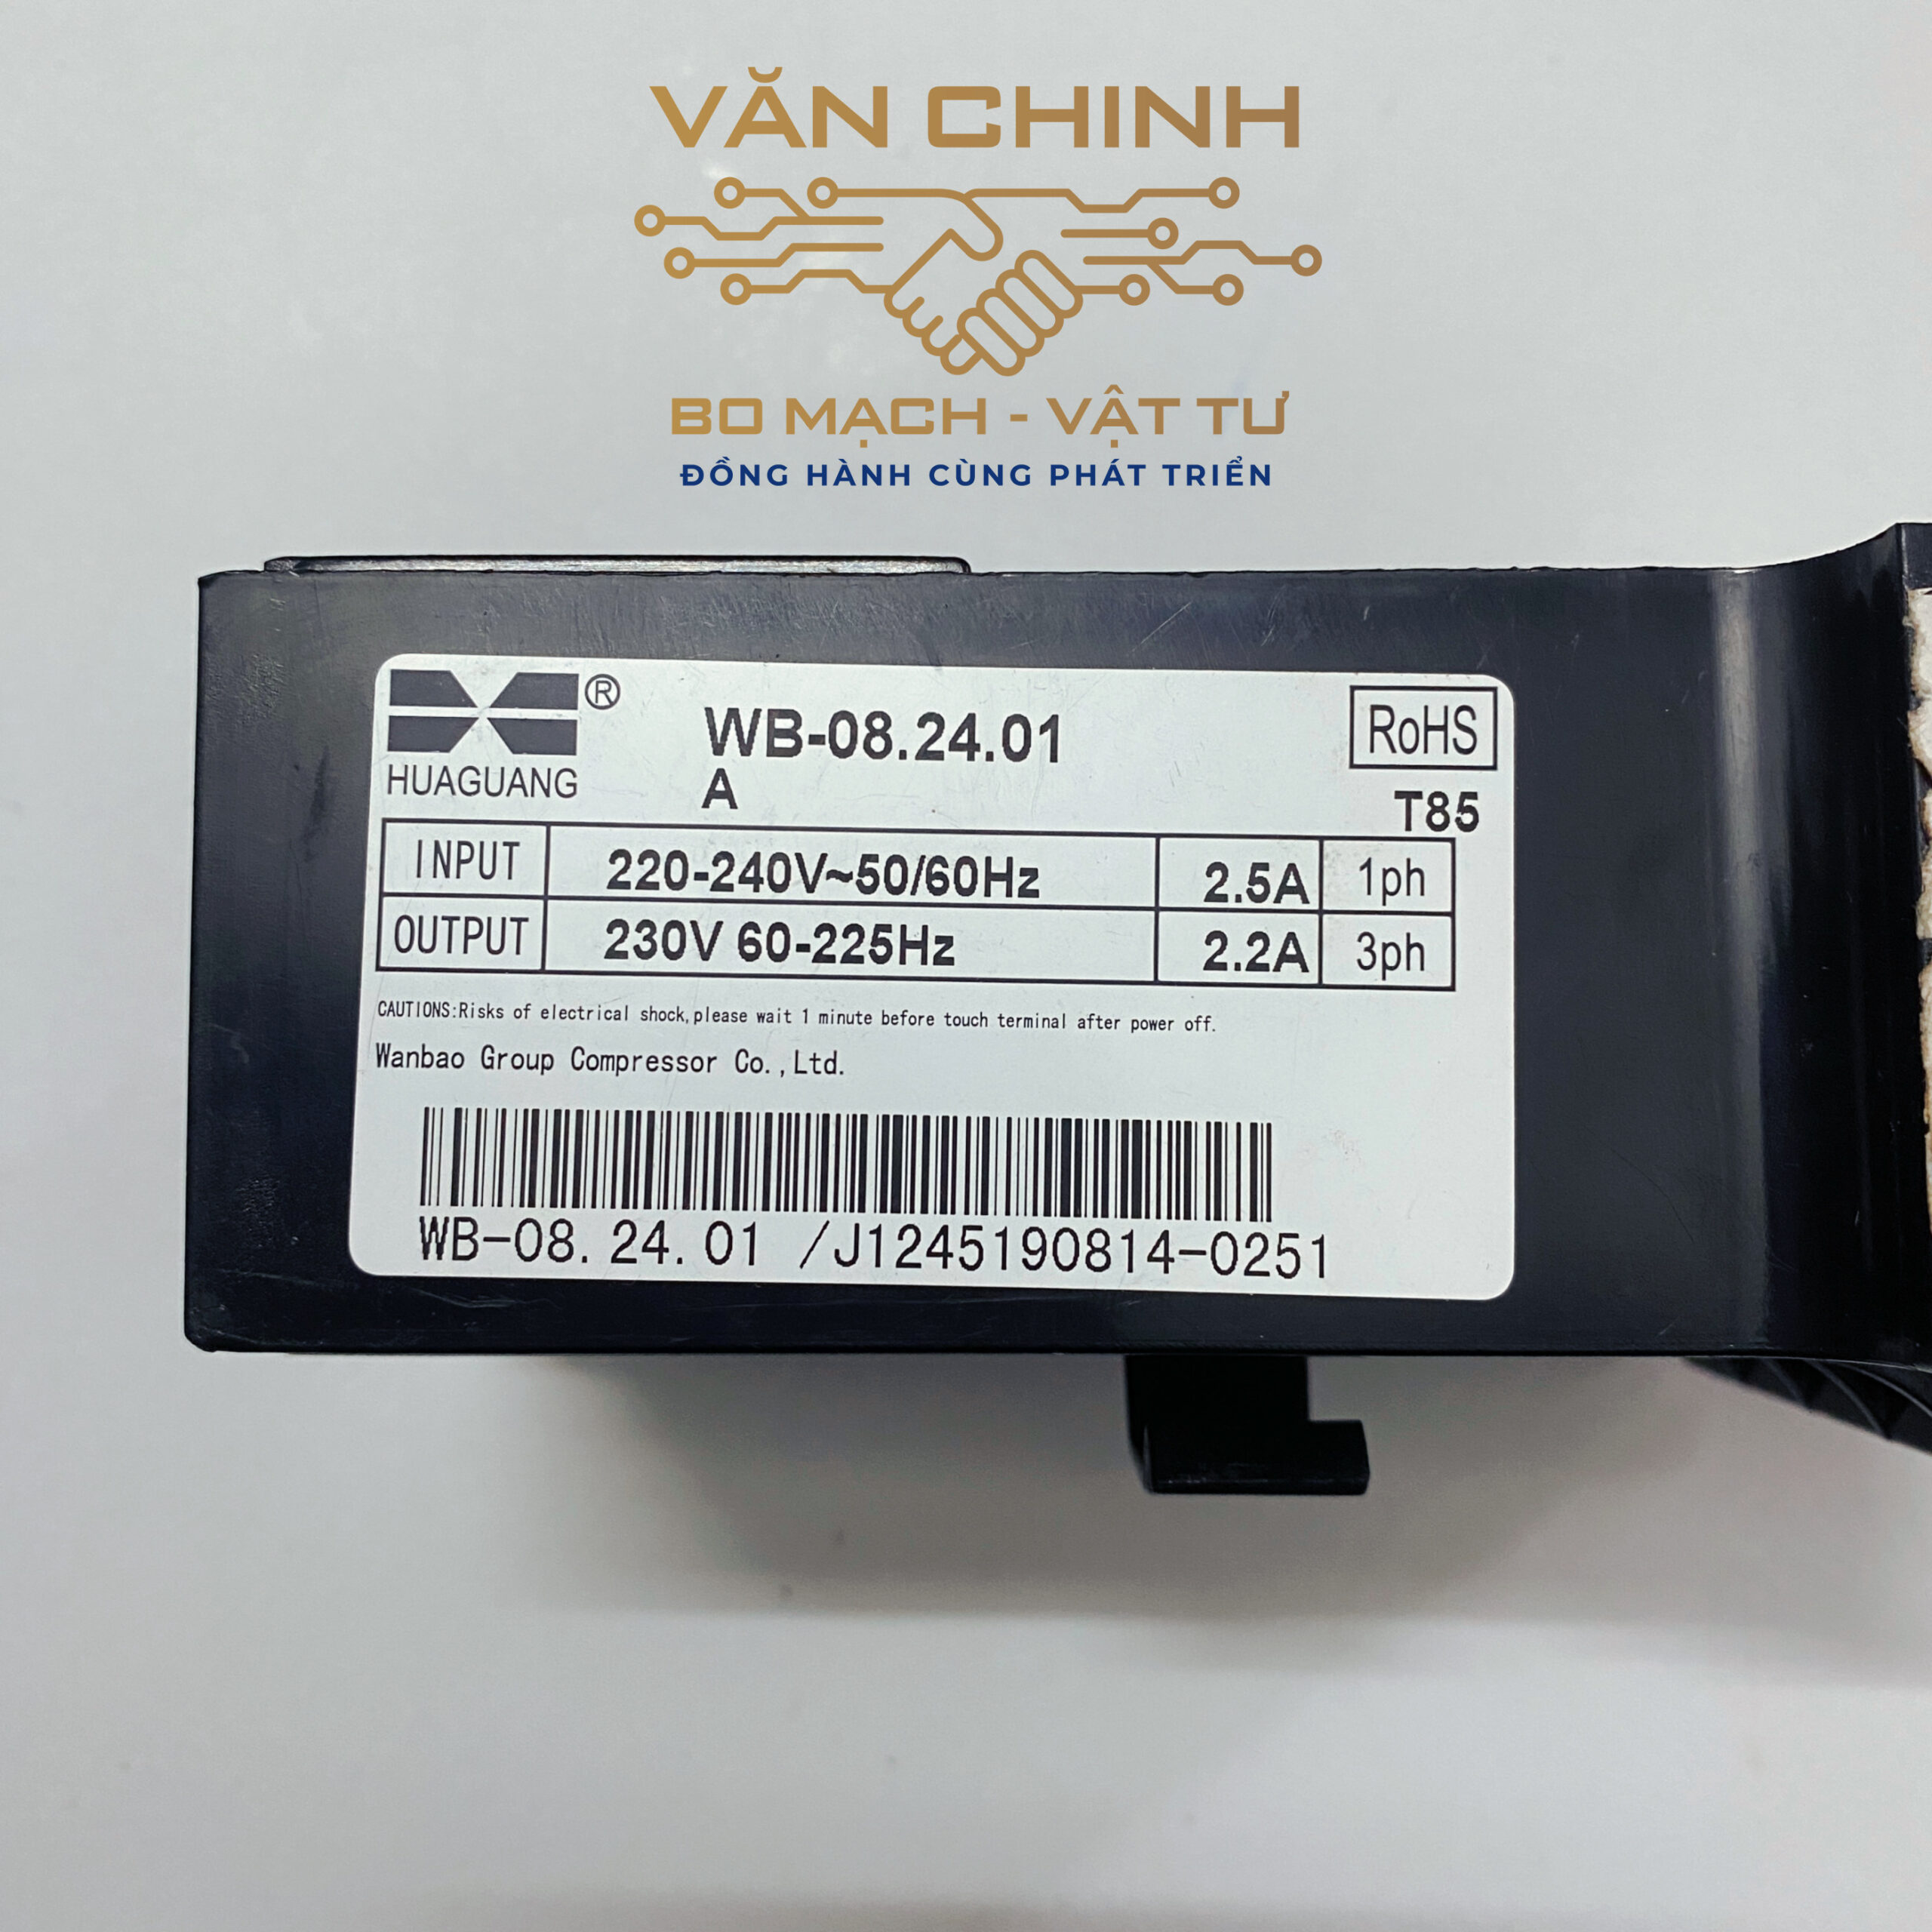 VĂN CHINH
BO MẠCH - VẬT TƯ
ĐỒNG HÀNH CÙNG PHÁT TRIỂN
HUAGUANG ®
WB-08.24.01
A
RoHS
T85
INPUT 220-240V~50/60Hz 2.5A 1ph
OUTPUT 230V 60-225Hz 2.2A 3ph
CAUTIONS:Risks of electrical shock,please wait 1 minute before touch terminal after power off.
Wanbao Group Compressor Co.,Ltd.
WB-08.24.01 /J1245190814-0251